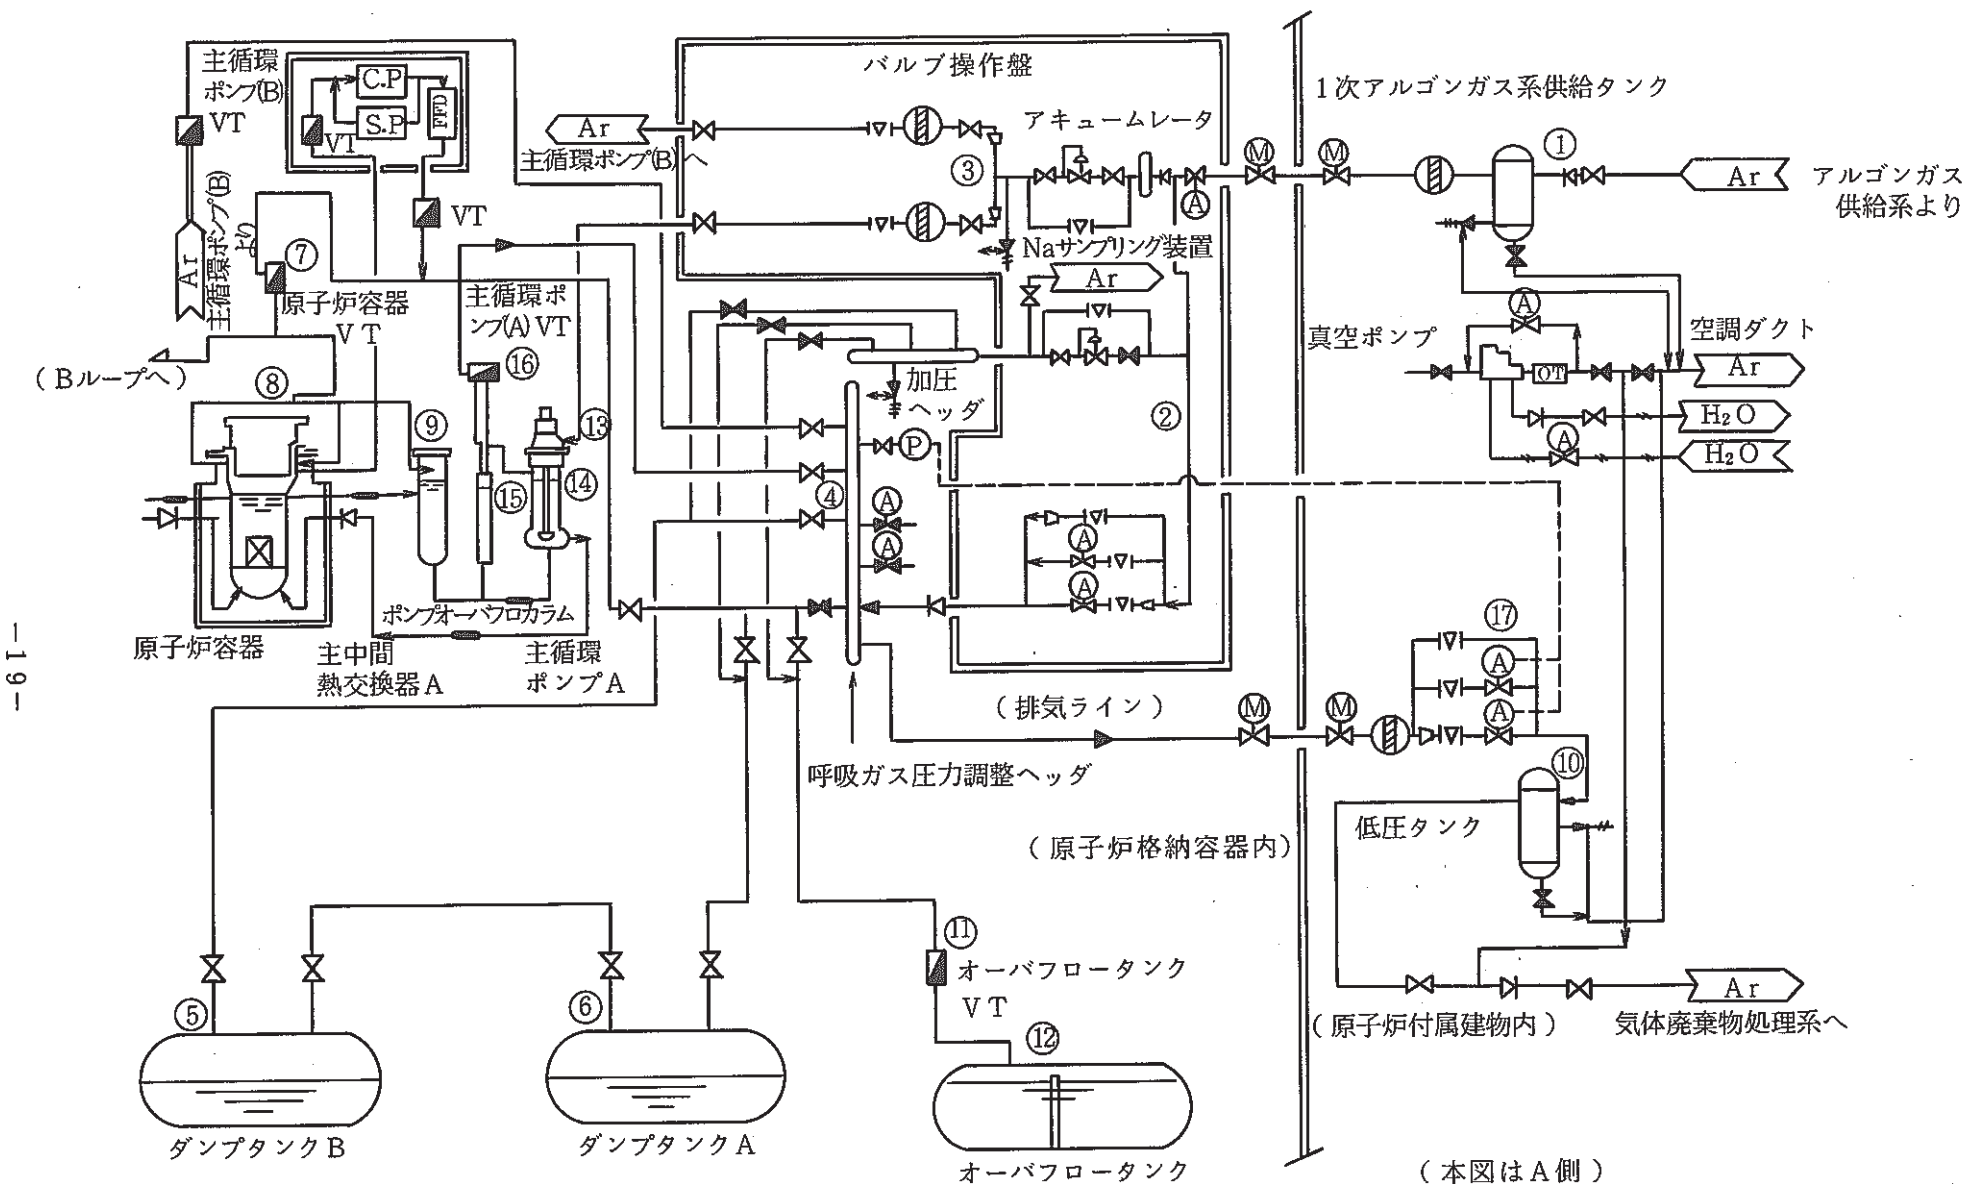 主循環
ポンプ(B)
VT
C.P
S.P
FFD
VT
バルブ操作盤
Ar
主循環ポンプ(B)へ
③
アキュームレータ
M
M
1次アルゴンガス系供給タンク
①
Ar
アルゴンガス
供給系より
A
主循環ポンプ(B)
より
Ar
⑦
原子炉容器
VT
VT
主循環ポ
ンプ(A)VT
Naサンプリング装置
Ar
真空ポンプ
A
OT
空調ダクト
Ar
H₂O
H₂O
A
(Bループへ)
⑧
⑨
⑯
⑬
⑭
⑮
加圧
ヘッダ
②
P
④
A
A
A
A
ポンプオーバフロカラム
原子炉容器
主中間
熱交換器A
主循環
ポンプA
⑰
A
A
(排気ライン)
M
M
呼吸ガス圧力調整ヘッダ
⑩
低圧タンク
(原子炉格納容器内)
⑪
オーバフロータンク
VT
⑤
⑥
⑫
Ar
(原子炉付属建物内)
気体廃棄物処理系へ
ダンプタンクB
ダンプタンクA
オーバフロータンク
(本図はA側)
-19-